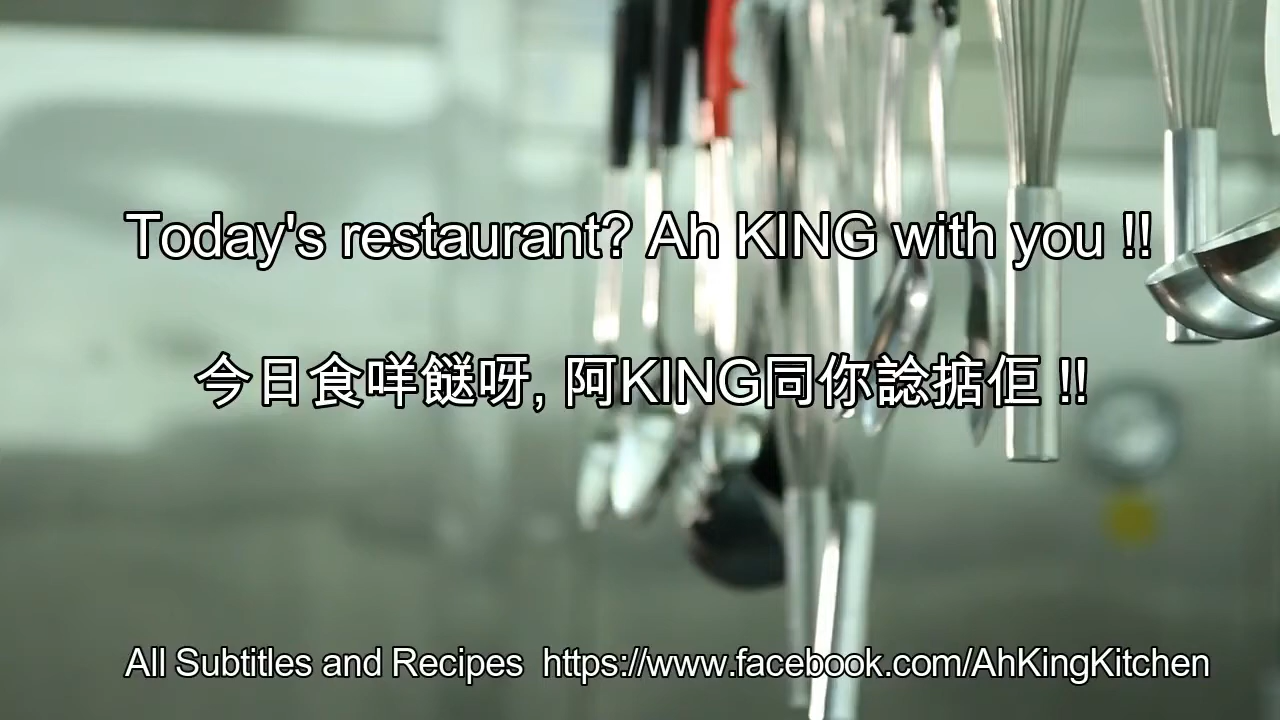 Today's restaurant? Ah KING with you !!
今日食咩餸呀, 阿KING同你諗掂佢 !!
All Subtitles and Recipes https://www.facebook.com/AhKingKitchen